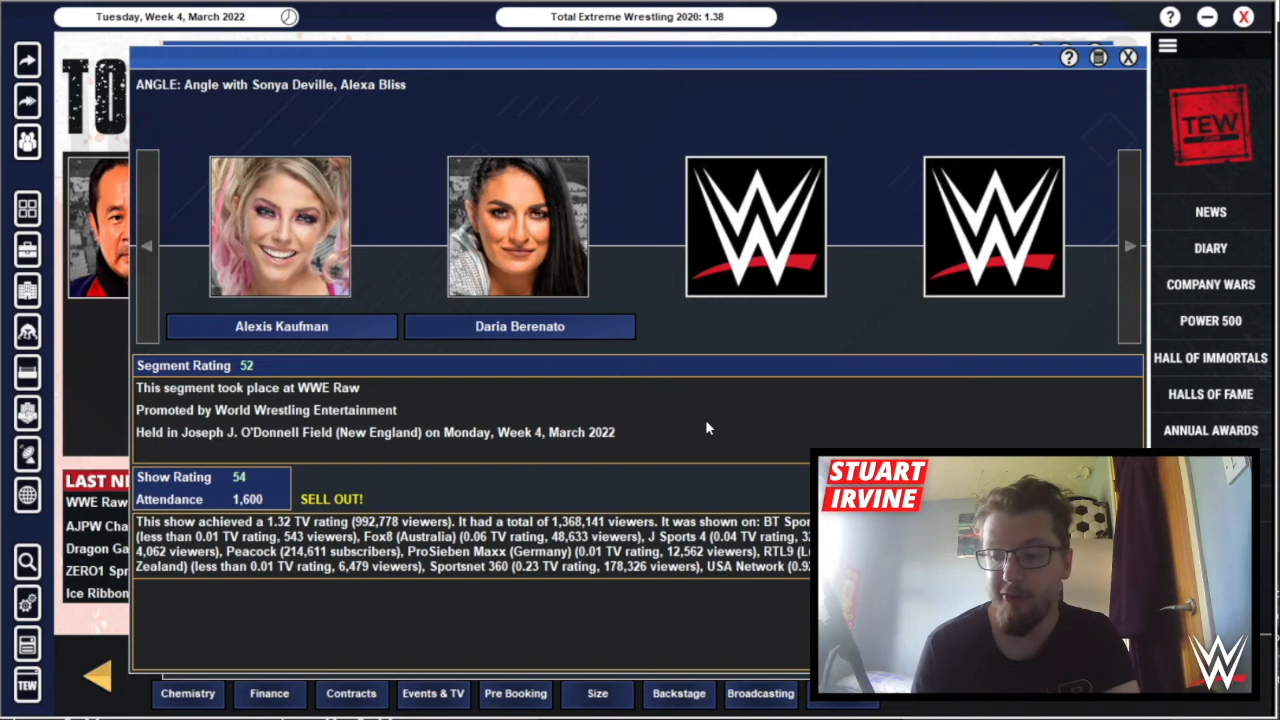 Tuesday, Week 4, March 2022
Total Extreme Wrestling 2020: 1.38
?
X
TO
? X
ANGLE: Angle with Sonya Deville, Alexa Bliss
Alexis Kaufman
Daria Berenato
Segment Rating 52
This segment took place at WWE Raw
Promoted by World Wrestling Entertainment
Held in Joseph J. O'Donnell Field (New England) on Monday, Week 4, March 2022
Show Rating 54
Attendance 1,600
SELL OUT!
This show achieved a 1.32 TV rating (992,778 viewers). It had a total of 1,368,141 viewers. It was shown on: BT Spor
(less than 0.01 TV rating, 543 viewers), Fox8 (Australia) (0.06 TV rating, 48,633 viewers), J Sports 4 (0.04 TV rating, 32
4,062 viewers), Peacock (214,611 subscribers), ProSieben Maxx (Germany) (0.01 TV rating, 12,562 viewers), RTL9 (L
Zealand) (less than 0.01 TV rating, 6,479 viewers), Sportsnet 360 (0.23 TV rating, 178,326 viewers), USA Network (0.92
LAST NI
WWE Raw
AJPW Cha
Dragon Ga
ZERO1 Spr
Ice Ribbon
TEW
Chemistry
Finance
Contracts
Events & TV
Pre Booking
Size
Backstage
Broadcasting
TEW
NEWS
DIARY
COMPANY WARS
POWER 500
HALL OF IMMORTALS
HALLS OF FAME
ANNUAL AWARDS
STUART
IRVINE